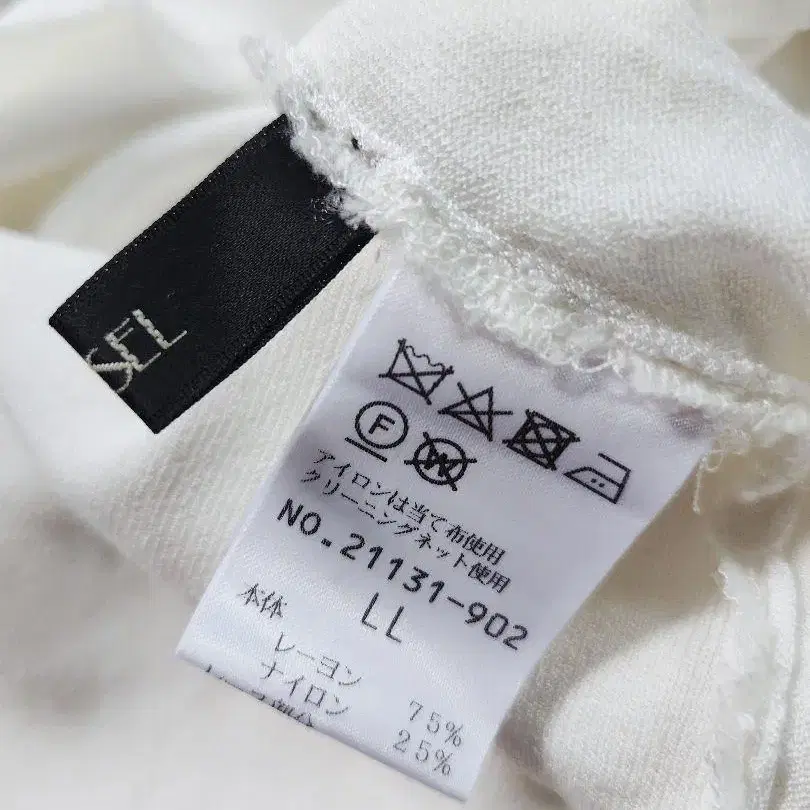 SEL
F W
アイロンは当て布使用
クリーニングネット使用
NO.21131-902
LL
本体
レーヨン 75%
ナイロン 25%